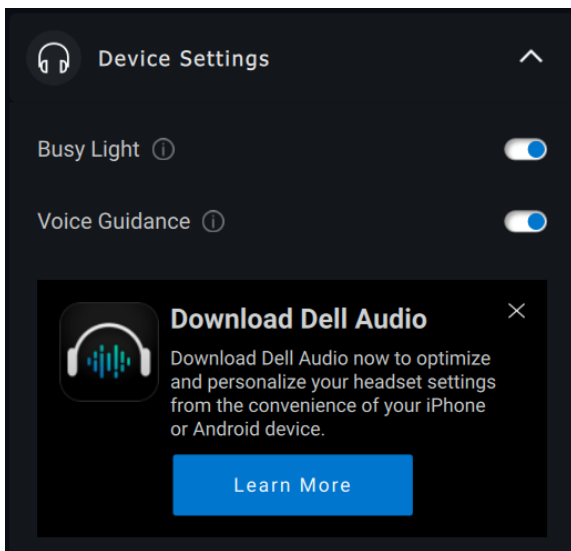 Device Settings
Busy Light
Voice Guidance
Download Dell Audio
Download Dell Audio now to optimize
and personalize your headset settings
from the convenience of your iPhone
or Android device.
Learn More